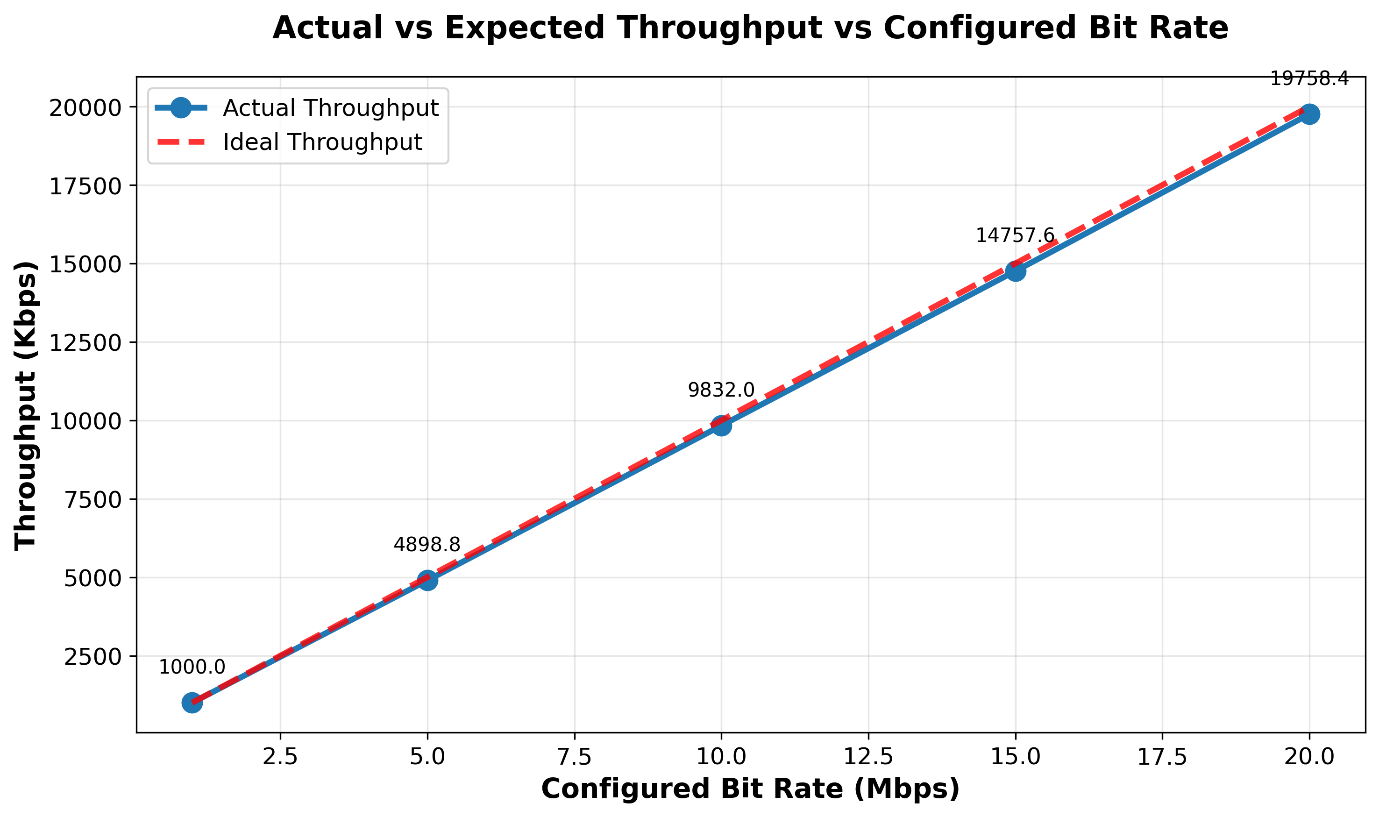 Actual vs Expected Throughput vs Configured Bit Rate
19758.4
20000
Actual Throughput
Ideal Throughput
17500
14757.6
15000
12500
9832.0
10000
7500
4898.8
5000
1000.0
2500
2.5 5.0 7.5 10.0 12.5 15.0 17.5 20.0
Configured Bit Rate (Mbps)
Throughput (Kbps)